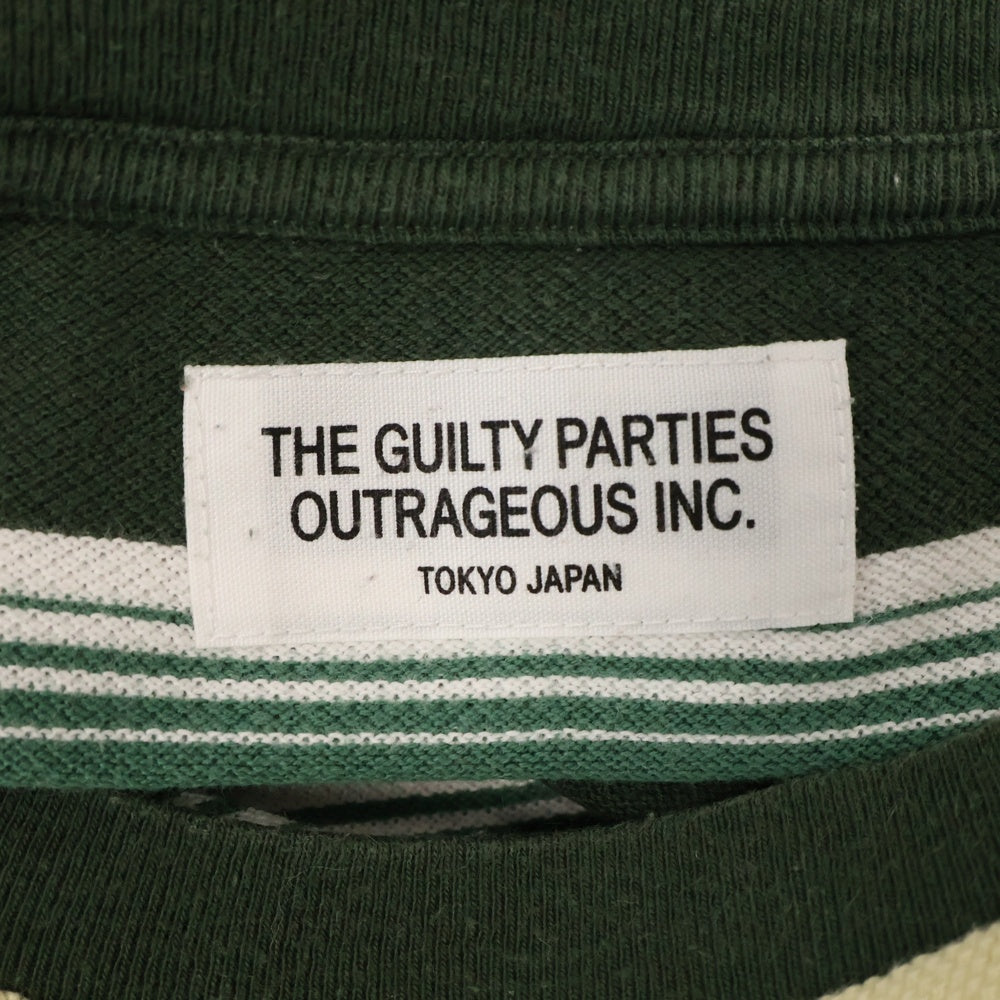 THE GUILTY PARTIES
OUTRAGEOUS INC.
TOKYO JAPAN